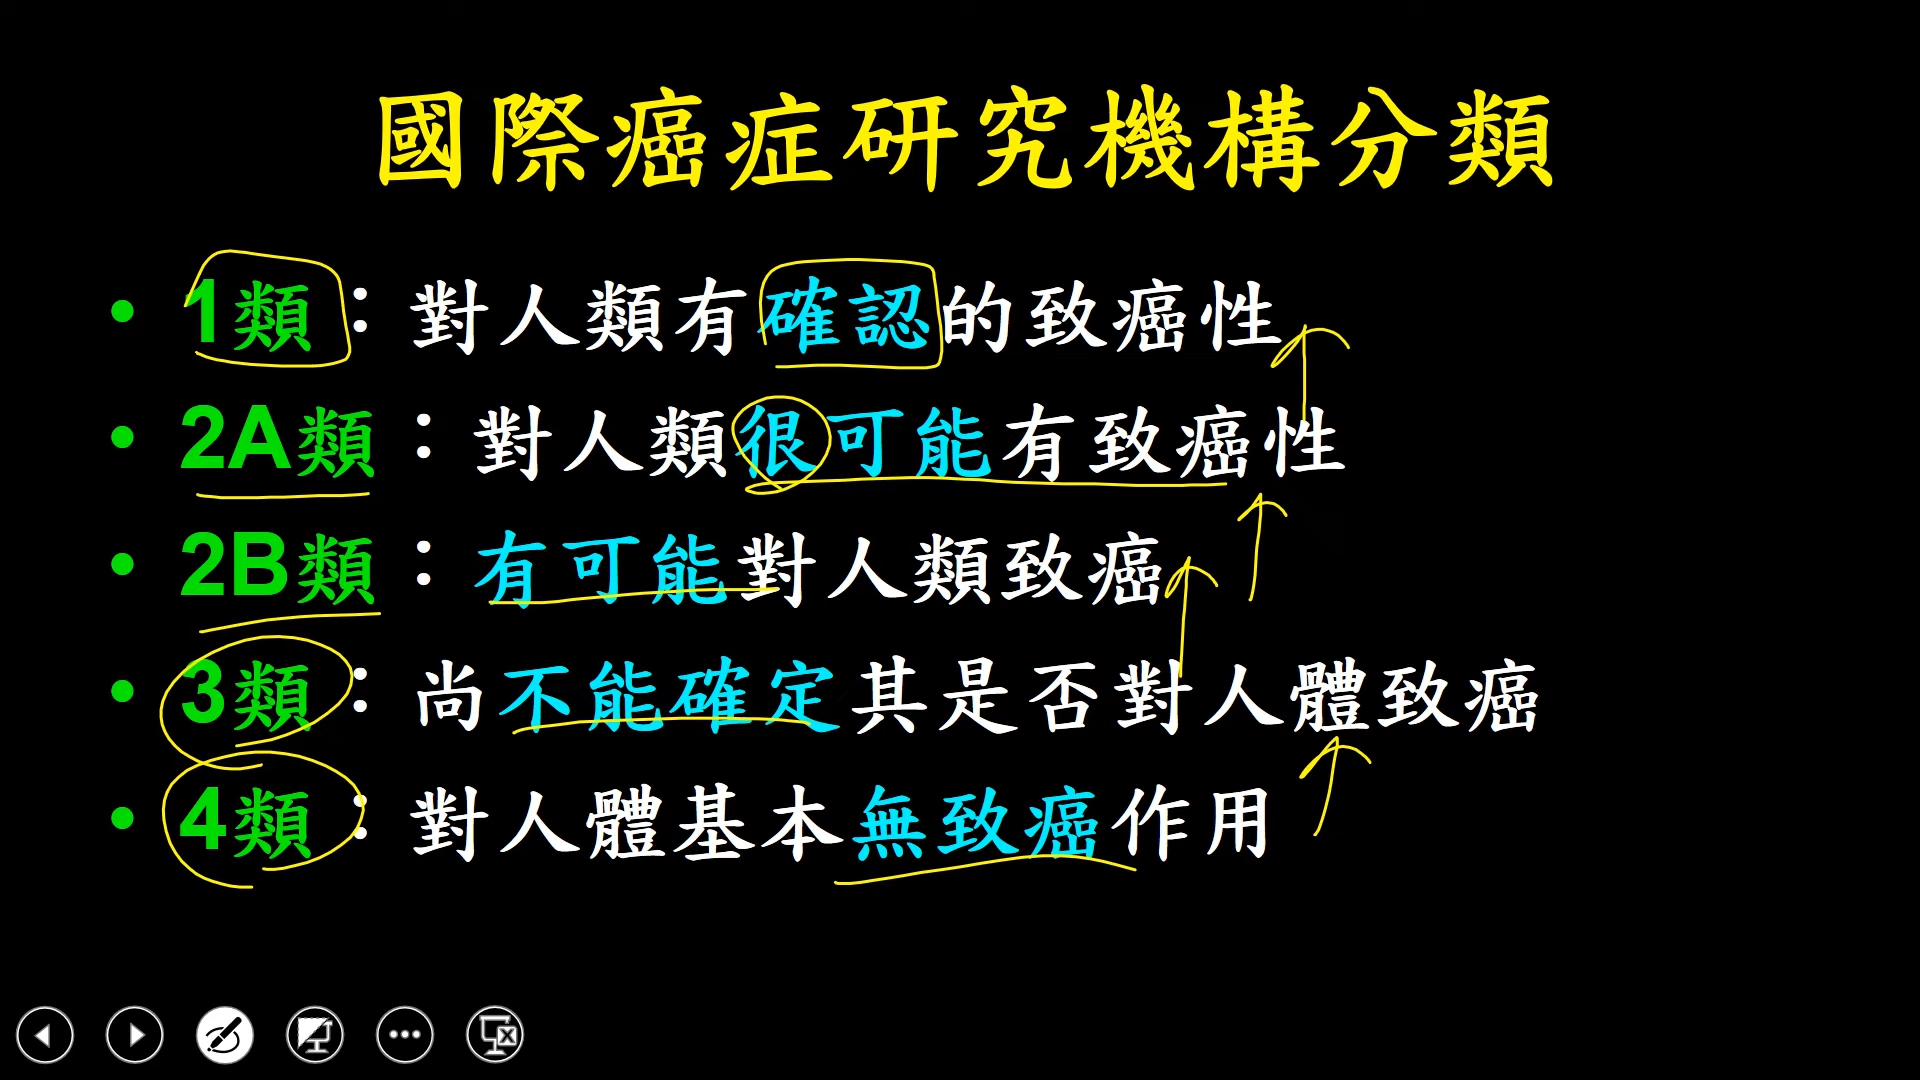 國際癌症研究機構分類
• 1類：對人類有確認的致癌性
• 2A類：對人類很可能有致癌性
• 2B類：有可能對人類致癌
• 3類：尚不能確定其是否對人體致癌
• 4類：對人體基本無致癌作用